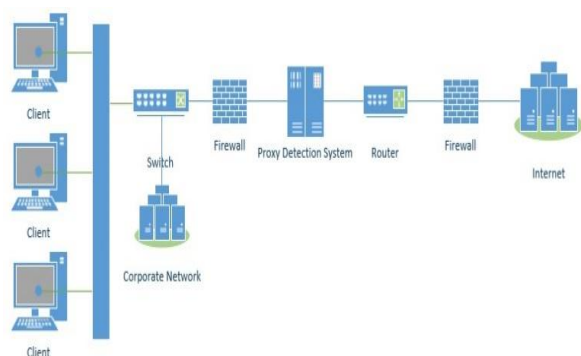 Client
Client
Client
Switch
Corporate Network
Firewall
Proxy Detection System
Router
Firewall
Internet